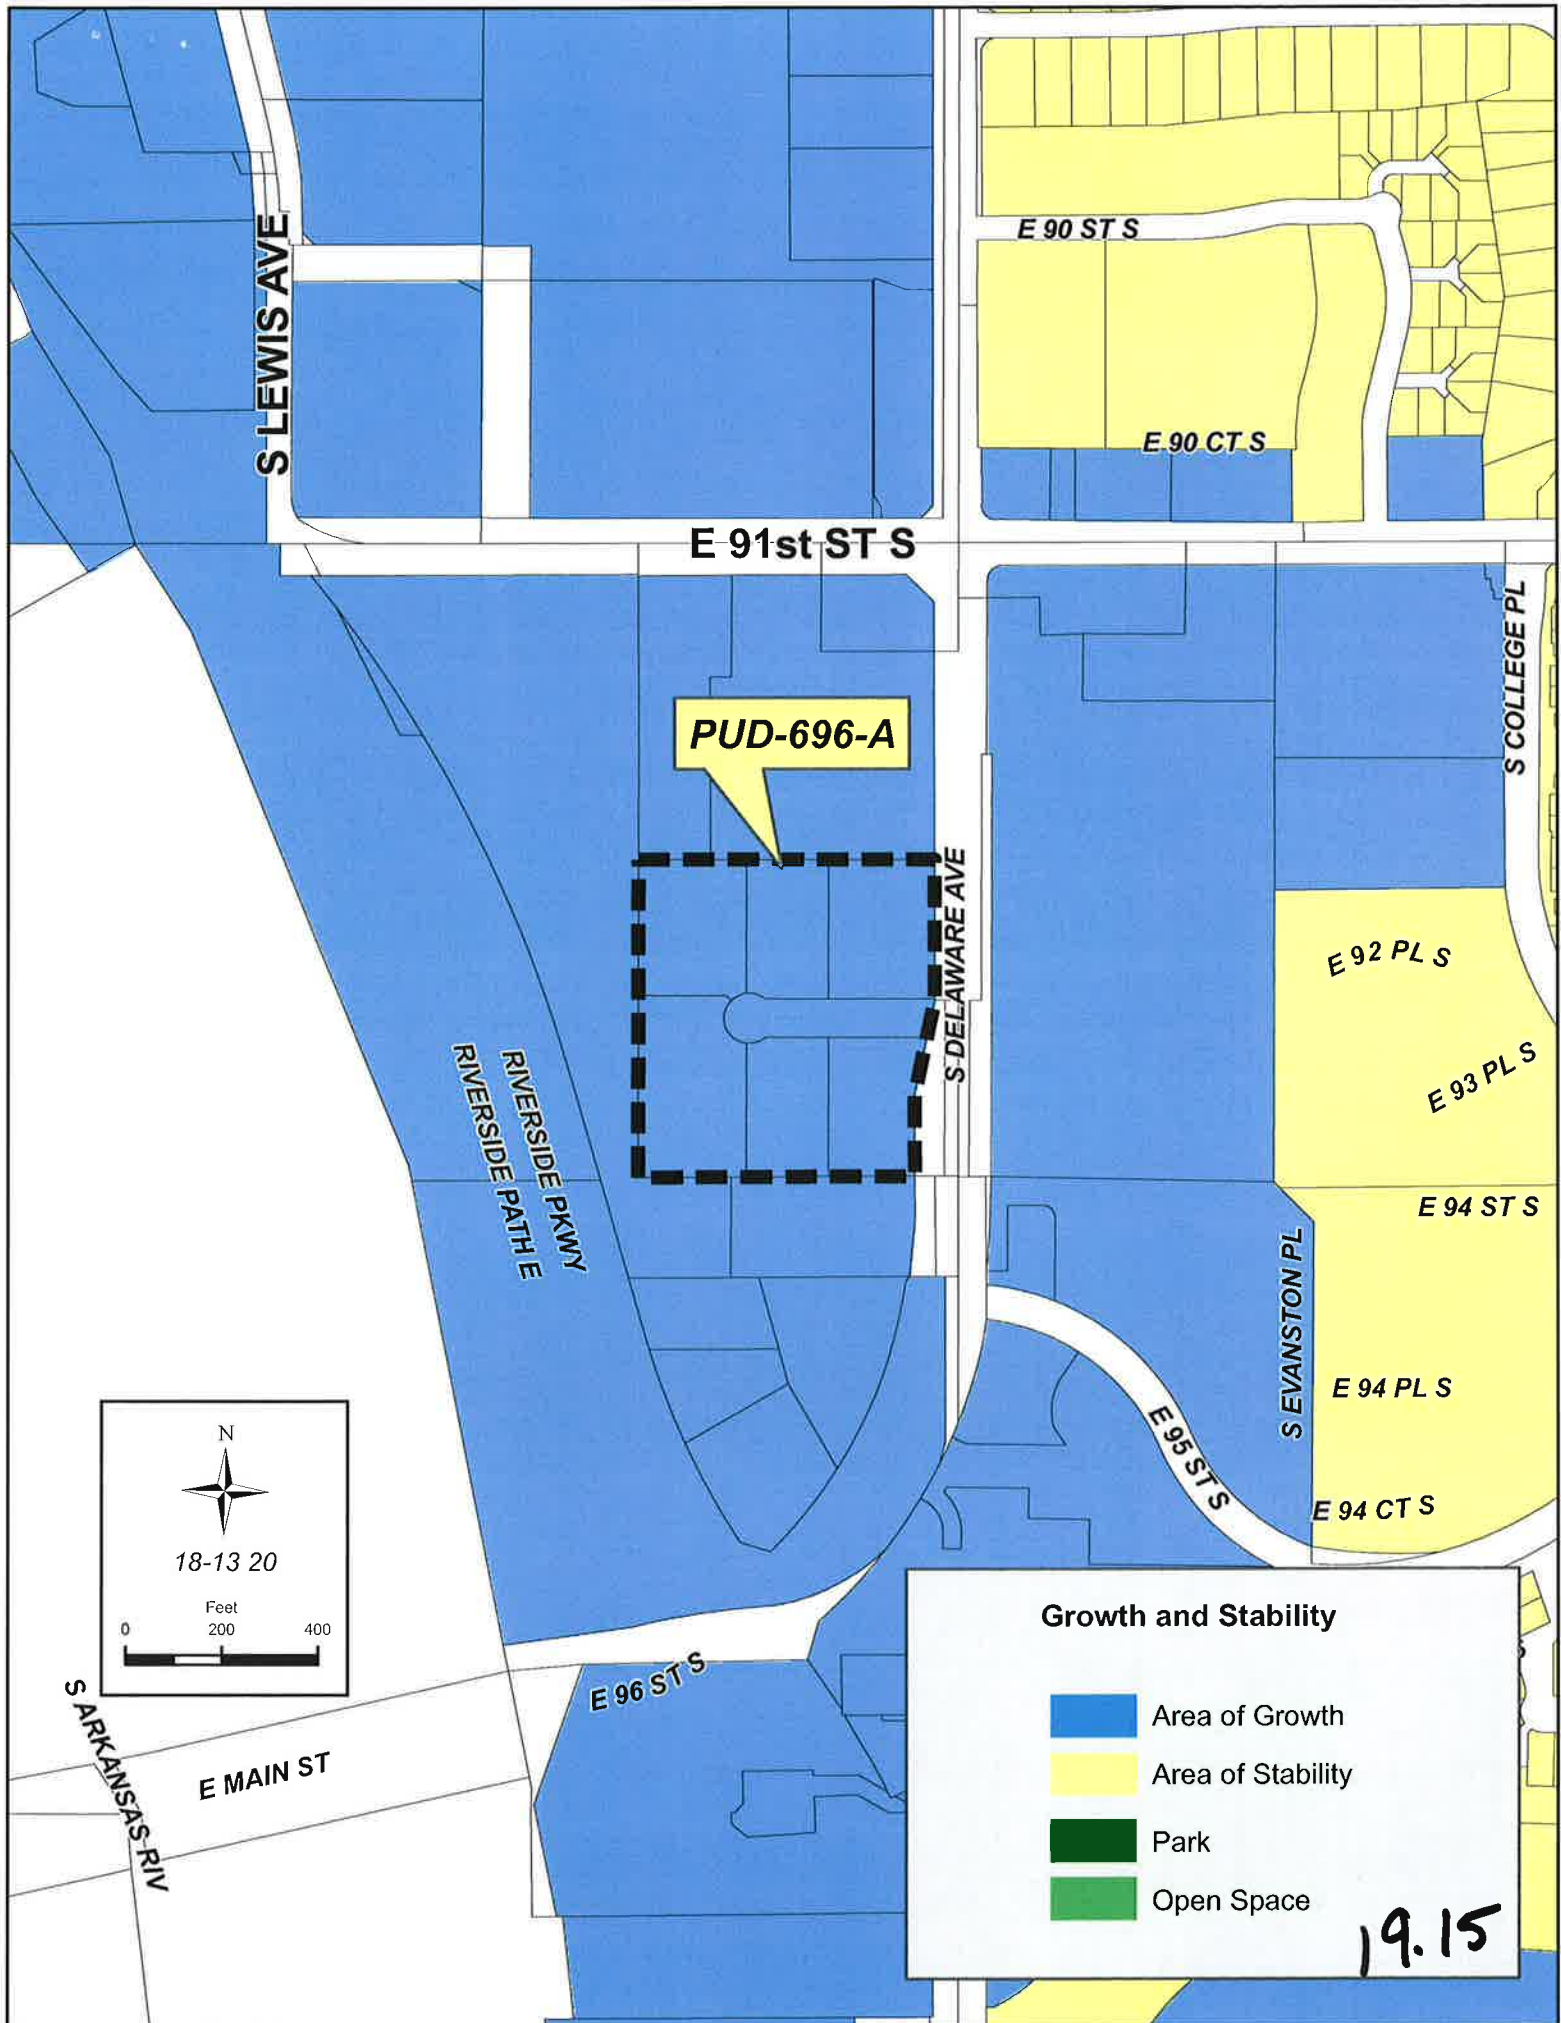 E 90 ST S
S LEWIS AVE
E 90 CT S
E 91st ST S
S COLLEGE PL
PUD-696-A
S DELAWARE AVE
E 92 PL S
E 93 PL S
RIVERSIDE PKWY
RIVERSIDE PATH E
E 94 ST S
S EVANSTON PL
E 94 PL S
E 95 ST S
E 94 CT S
N
18-13 20
Feet
0 200 400
E 96 ST S
S ARKANSAS RIV
E MAIN ST
Growth and Stability
Area of Growth
Area of Stability
Park
Open Space
19.15